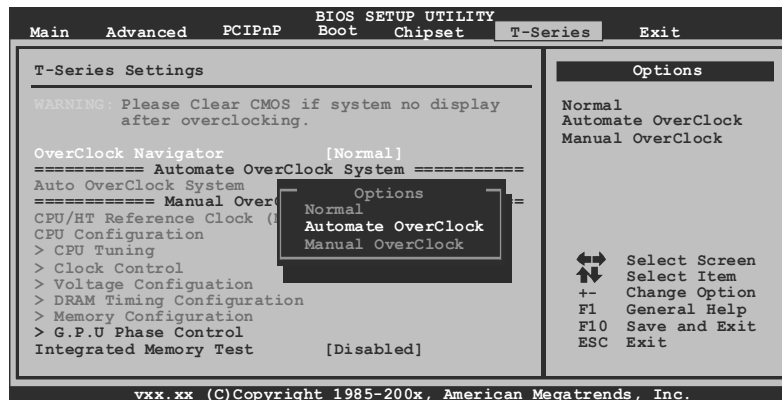 BIOS SETUP UTILITY
Main Advanced PCIPnP Boot Chipset T-Series Exit
T-Series Settings
WARNING: Please Clear CMOS if system no display
after overclocking.
OverClock Navigator [Normal]
=========== Automate OverClock System ===========
Auto OverClock System
============ Manual Over =
CPU/HT Reference Clock (
CPU Configuration
> CPU Tuning
> Clock Control
> Voltage Configuation
> DRAM Timing Configuration
> Memory Configuration
> G.P.U Phase Control
Integrated Memory Test [Disabled]
Options
Normal
Automate OverClock
Manual OverClock
Options
Normal
Automate OverClock
Manual OverClock
Select Screen
Select Item
+- Change Option
F1 General Help
F10 Save and Exit
ESC Exit
vxx.xx (C)Copyright 1985-200x, American Megatrends, Inc.